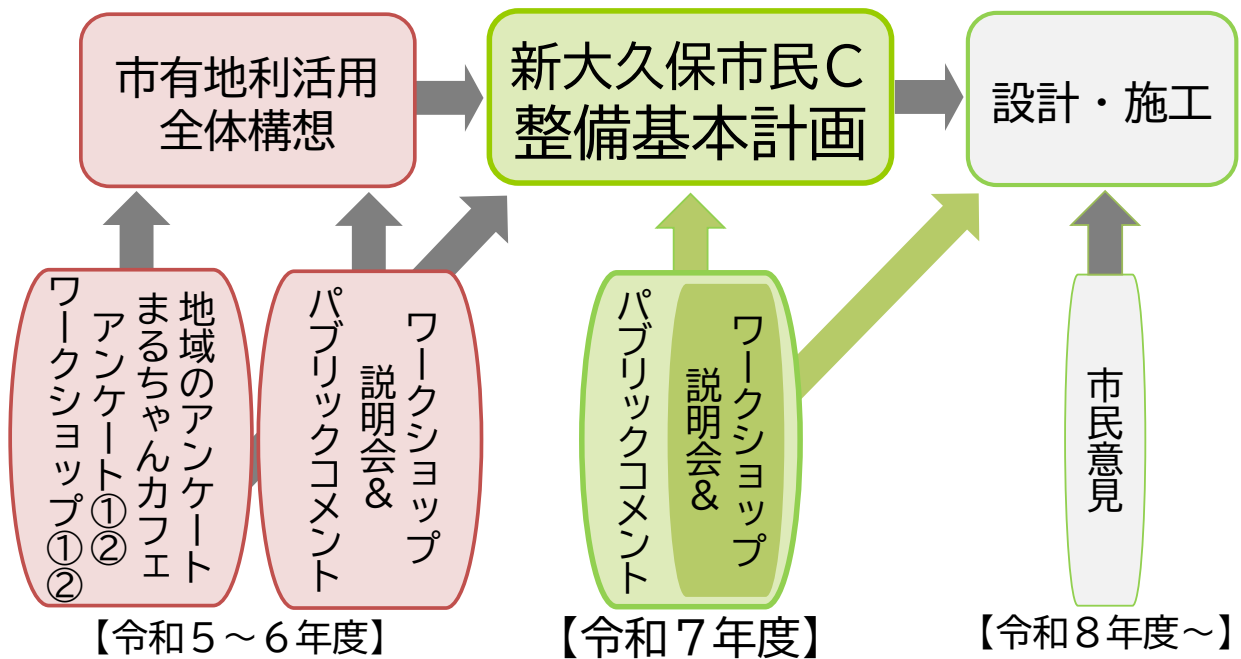 市有地利活用
全体構想
新大久保市民Ｃ
整備基本計画
設計・施工
地域のアンケート
まるちゃんカフェ
アンケート①②
ワークショップ①②
ワークショップ
説明会＆
パブリックコメント
ワークショップ
説明会＆
パブリックコメント
市民意見
【令和５～６年度】
【令和７年度】
【令和８年度～】